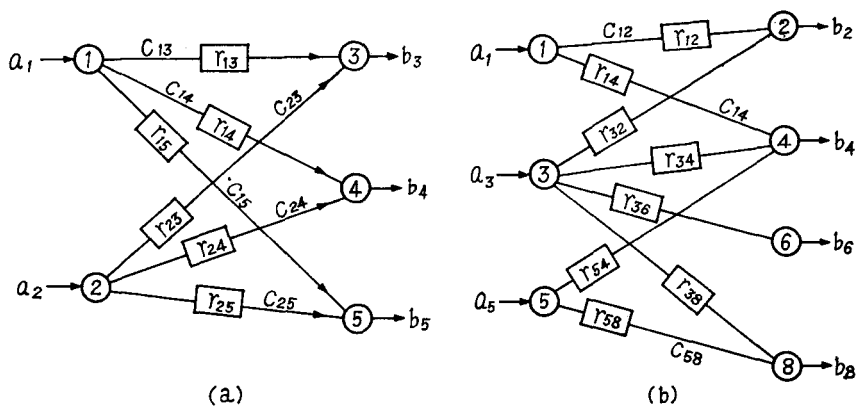 a1 1 C13 r13 3 b3
C14 r14 C23
r15
r23 C15 C24 4 b4
r24
a2 2 r25 C25 5 b5
(a)
a1 1 C12 r12 2 b2
r14 C14
r32
a3 3 r34 4 b4
r36 6 b6
r54 r38
a5 5 r58 C58 8 b8
(b)